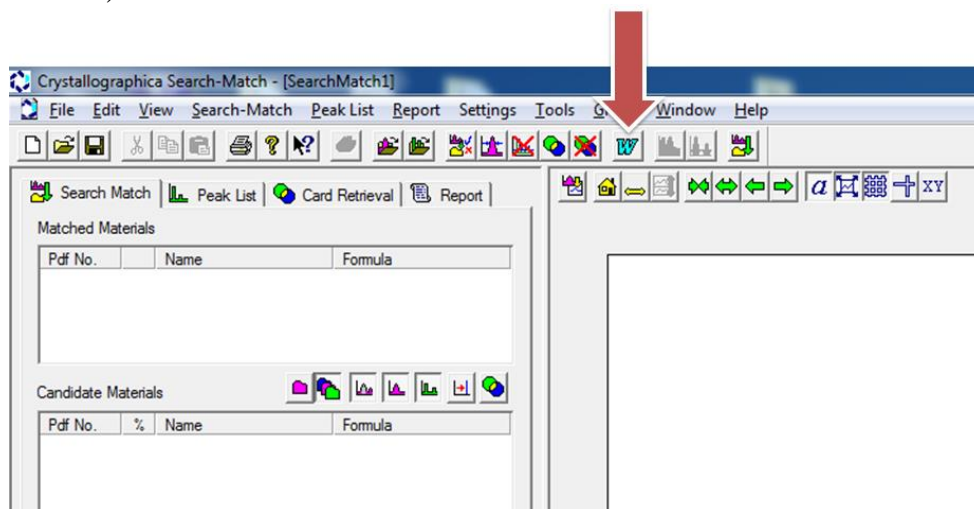 Crystallographica Search-Match - [SearchMatch1]
File Edit View Search-Match Peak List Report Settings Tools Window Help
W
a XY
Search Match Peak List Card Retrieval Report
Matched Materials
Pdf No. Name Formula
Candidate Materials
Pdf No. % Name Formula